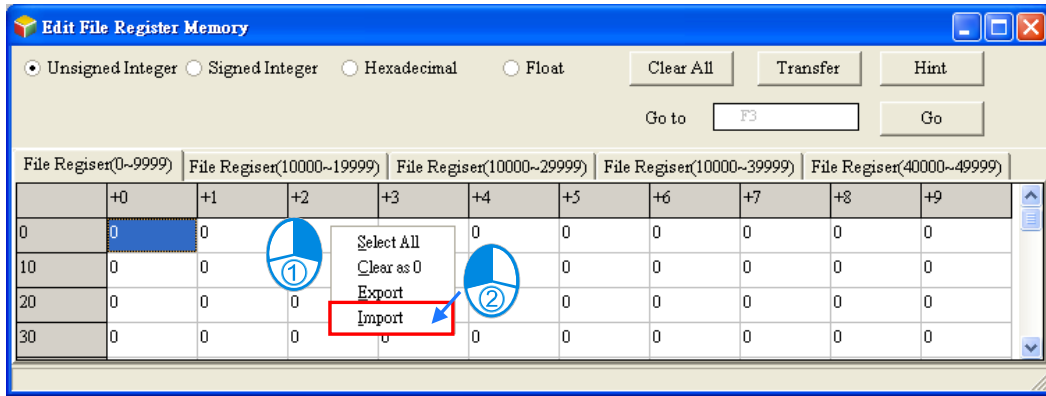 Edit File Register Memory
Unsigned Integer Signed Integer Hexadecimal Float Clear All Transfer Hint
Go to F3 Go
File Regiser(0~9999) File Regiser(10000~19999) File Regiser(10000~29999) File Regiser(10000~39999) File Regiser(40000~49999)
+0 +1 +2 +3 +4 +5 +6 +7 +8 +9
0 0 0 0 0 0 0 0 0
10 0 0 0 0 0 0 0
20 0 0 0 0 0 0 0 0
30 0 0 0 0 0 0 0 0 0 0
Select All
Clear as 0
Export
Import
①
②